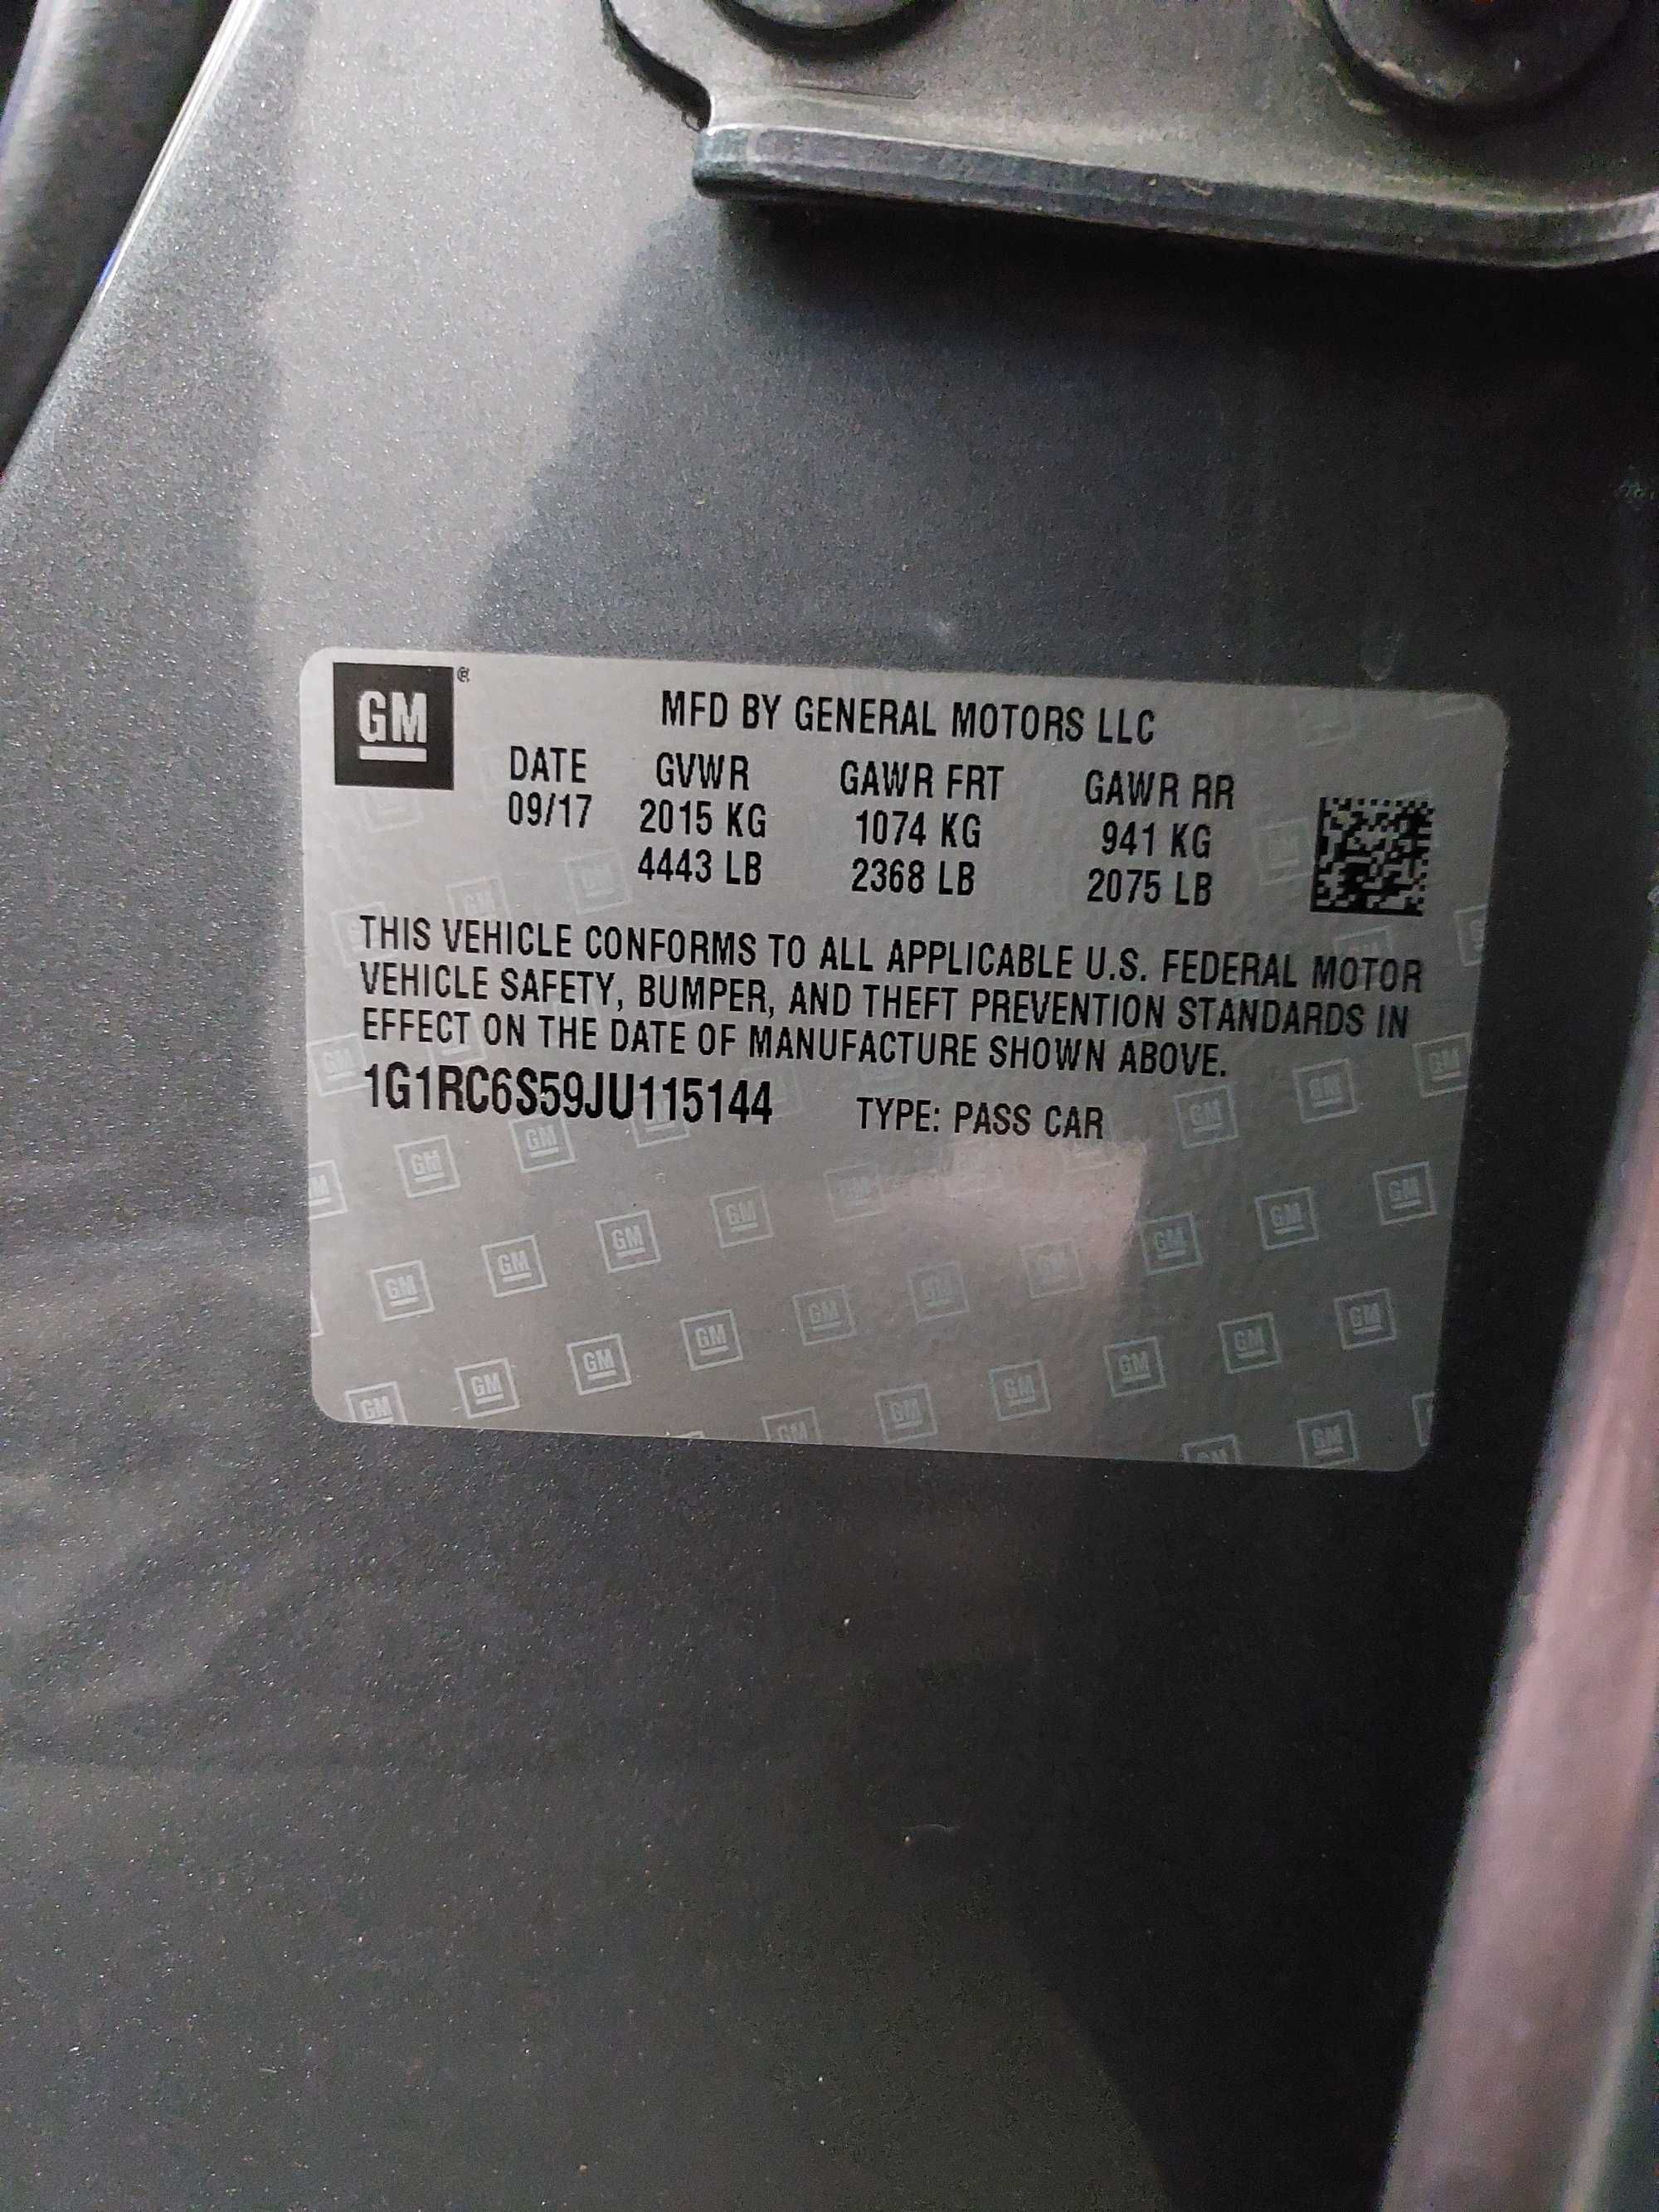 GM ®
MFD BY GENERAL MOTORS LLC
DATE GVWR GAWR FRT GAWR RR
09/17 2015 KG 1074 KG 941 KG
4443 LB 2368 LB 2075 LB
THIS VEHICLE CONFORMS TO ALL APPLICABLE U.S. FEDERAL MOTOR
VEHICLE SAFETY, BUMPER, AND THEFT PREVENTION STANDARDS IN
EFFECT ON THE DATE OF MANUFACTURE SHOWN ABOVE.
1G1RC6S59JU115144 TYPE: PASS CAR